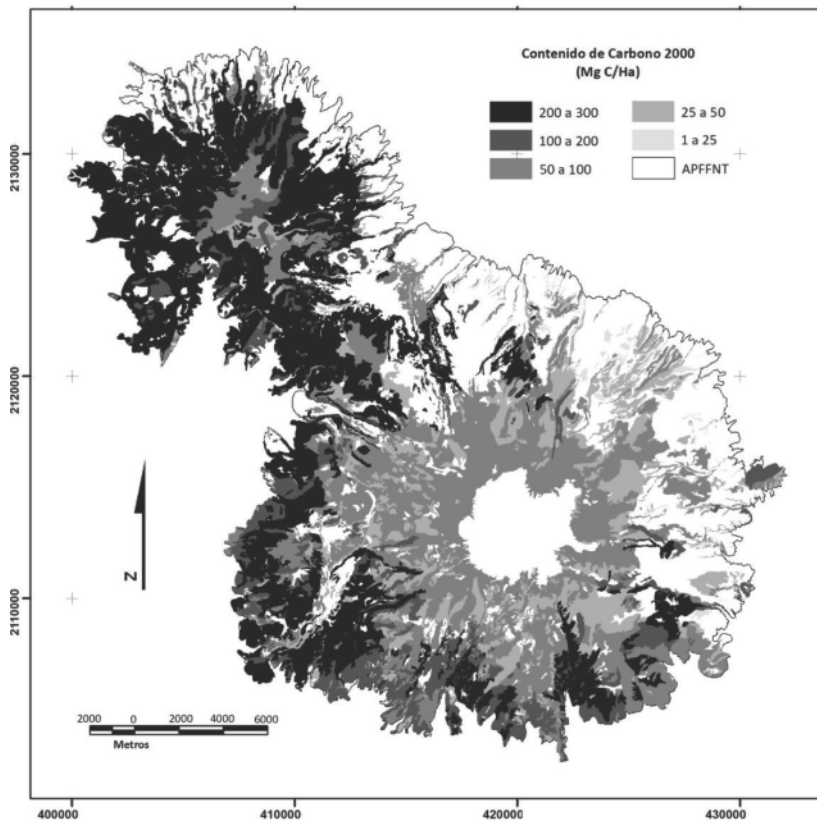 Contenido de Carbono 2000
(Mg C/Ha)
200 a 300
25 a 50
100 a 200
1 a 25
50 a 100
APFFNT
2130000
2120000
2110000
N
2000 0 2000 4000 6000
Metros
400000 410000 420000 430000